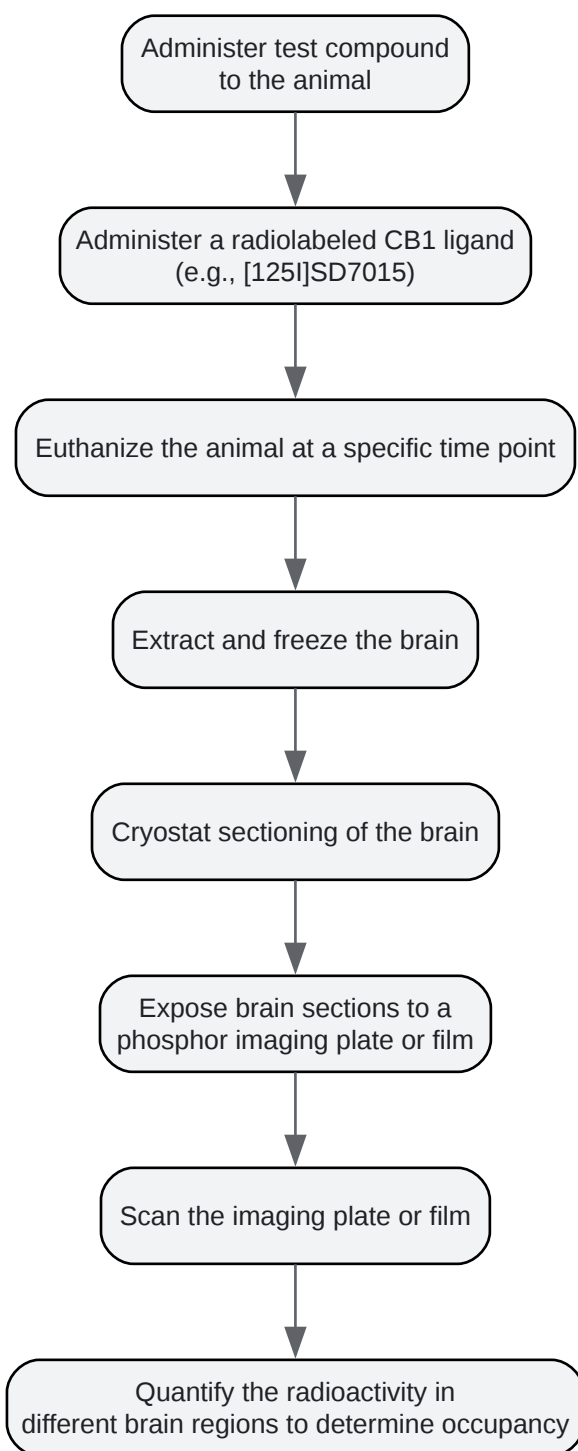 Administer test compound
to the animal
Administer a radiolabeled CB1 ligand
(e.g., [125I]SD7015)
Euthanize the animal at a specific time point
Extract and freeze the brain
Cryostat sectioning of the brain
Expose brain sections to a
phosphor imaging plate or film
Scan the imaging plate or film
Quantify the radioactivity in
different brain regions to determine occupancy